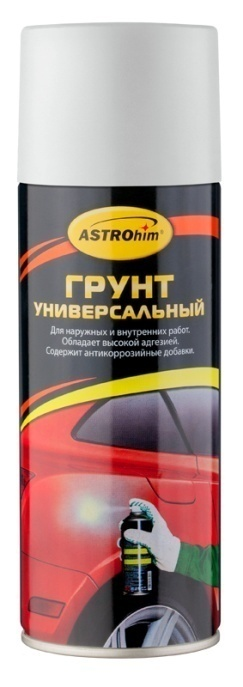 ASTROhim®
ГРУНТ
УНИВЕРСАЛЬНЫЙ
Для наружных и внутренних работ.
Обладает высокой адгезией.
Содержит антикоррозийные добавки.